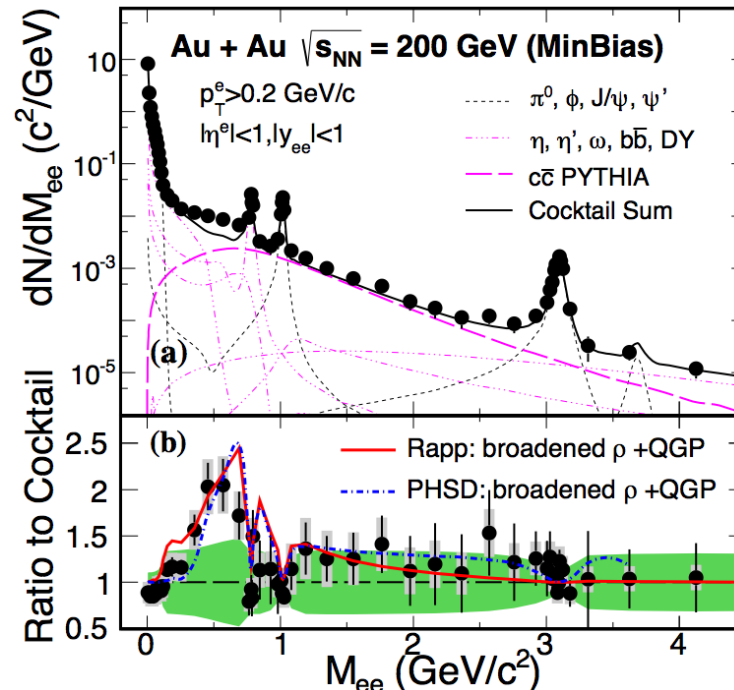 Au + Au √s_NN = 200 GeV (MinBias)
p_T^e>0.2 GeV/c
|η^e|<1,|y_ee|<1
π⁰, φ, J/ψ, ψ’
η, η’, ω, bb̄, DY
cc̄ PYTHIA
Cocktail Sum
dN/dM_ee (c²/GeV)
10
10⁻¹
10⁻³
10⁻⁵
(a)
(b)
Rapp: broadened ρ +QGP
PHSD: broadened ρ +QGP
Ratio to Cocktail
2.5
2
1.5
1
0.5
0 1 2 3 4
M_ee (GeV/c²)